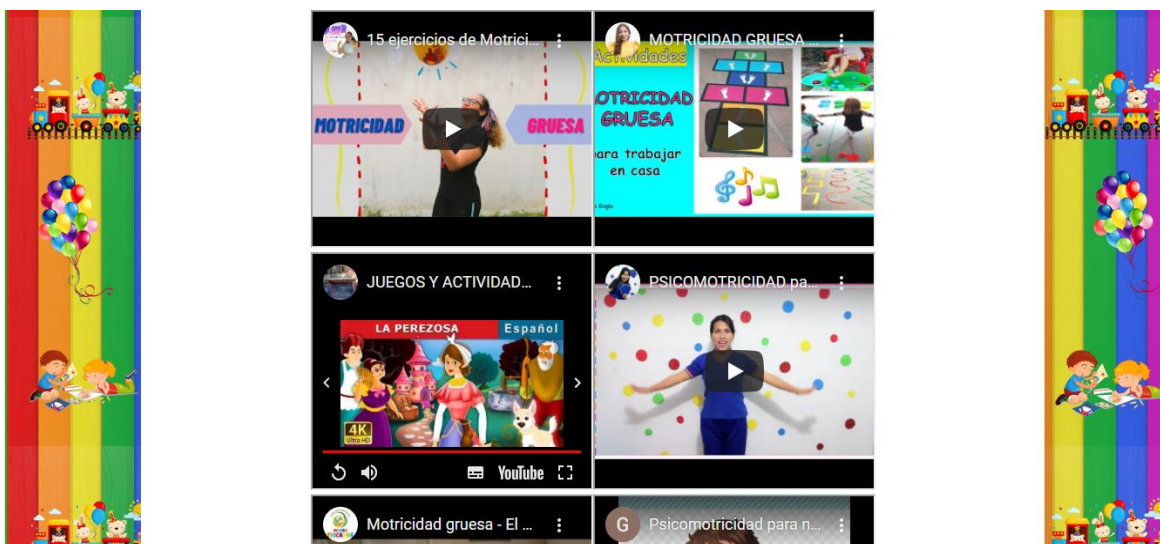 15 ejercicios de Motrici...
MOTRICIDAD
GRUESA
MOTRICIDAD GRUESA ...
Actividades
OTRICIDAD
GRUESA
para trabajar
en casa
JUEGOS Y ACTIVIDAD...
LA PEREZOSA Español
4K
Ultra HD
YouTube
PSICOMOTRICIDAD pa...
Motricidad gruesa - El ...
G Psicomotricidad para n...